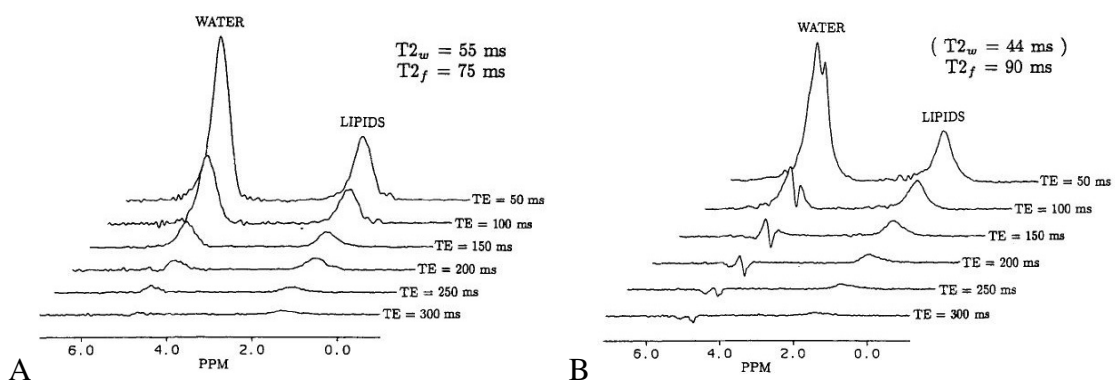 WATER
T2w = 55 ms
T2f = 75 ms
LIPIDS
TE = 50 ms
TE = 100 ms
TE = 150 ms
TE = 200 ms
TE = 250 ms
TE = 300 ms
6.0 4.0 2.0 0.0
PPM
A
WATER
( T2w = 44 ms )
T2f = 90 ms
LIPIDS
TE = 50 ms
TE = 100 ms
TE = 150 ms
TE = 200 ms
TE = 250 ms
TE = 300 ms
6.0 4.0 2.0 0.0
PPM
B